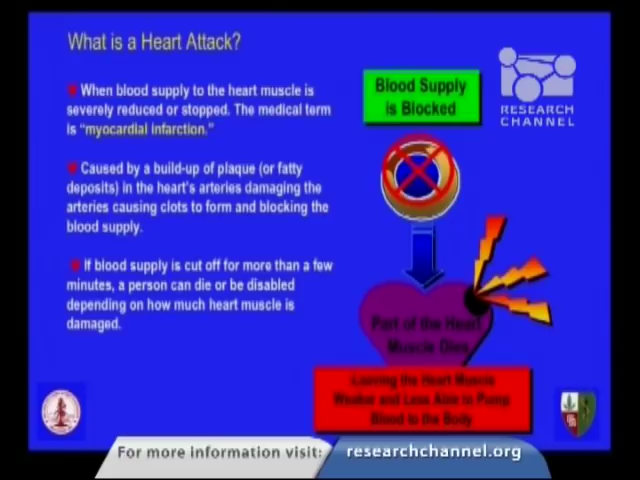 What is a Heart Attack?
When blood supply to the heart muscle is
severely reduced or stopped. The medical term
is "myocardial infarction."
Caused by a build-up of plaque (or fatty
deposits) in the heart's arteries damaging the
arteries causing clots to form and blocking the
blood supply.
If blood supply is cut off for more than a few
minutes, a person can die or be disabled
depending on how much heart muscle is
damaged.
Blood Supply
is Blocked
RESEARCH
CHANNEL
Part of the Heart
Muscle Dies
Leaving the Heart Muscle
Weaker and Less Able to Pump
Blood to the Body
For more information visit:
researchchannel.org